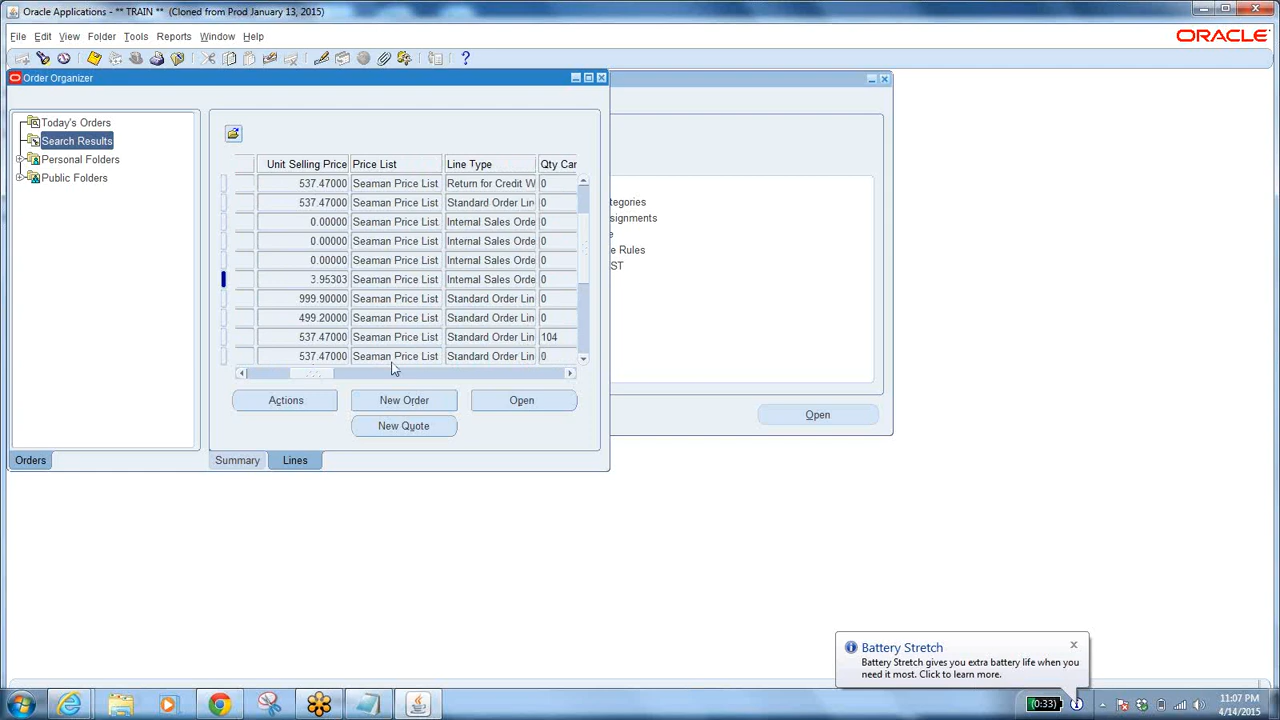 Oracle Applications - ** TRAIN ** (Cloned from Prod January 13, 2015)
File Edit View Folder Tools Reports Window Help
ORACLE
Order Organizer
Today's Orders
Search Results
Personal Folders
Public Folders
Unit Selling Price Price List Line Type Qty Can
537.47000 Seaman Price List Return for Credit W 0
537.47000 Seaman Price List Standard Order Lin 0
0.00000 Seaman Price List Internal Sales Orde 0
0.00000 Seaman Price List Internal Sales Orde 0
0.00000 Seaman Price List Internal Sales Orde 0
3.95303 Seaman Price List Internal Sales Orde 0
999.90000 Seaman Price List Standard Order Lin 0
499.20000 Seaman Price List Standard Order Lin 0
537.47000 Seaman Price List Standard Order Lin 104
537.47000 Seaman Price List Standard Order Lin 0
Actions New Order Open
New Quote
Orders Summary Lines
tegories
signments
e
e Rules
ST
Open
Battery Stretch
Battery Stretch gives you extra battery life when you
need it most. Click to learn more.
(0:33)
11:07 PM
4/14/2015